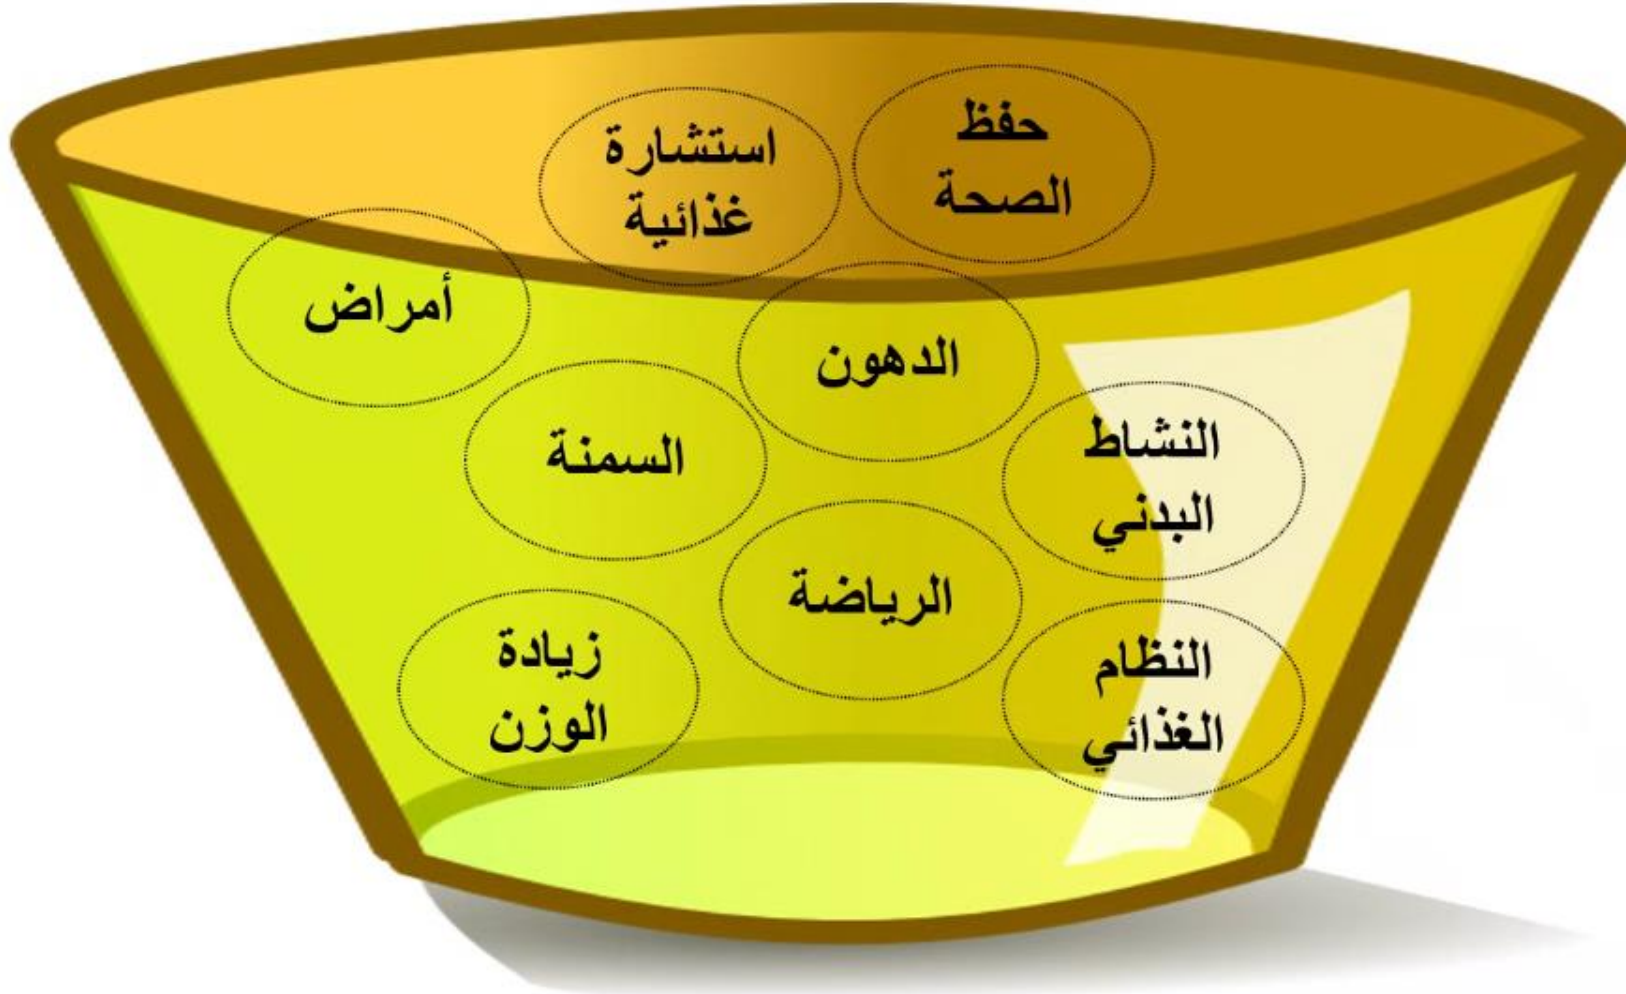 حفظ
الصحة
استشارة
غذائية
أمراض
الدهون
السمنة
النشاط
البدني
الرياضة
زيادة
الوزن
النظام
الغذائي